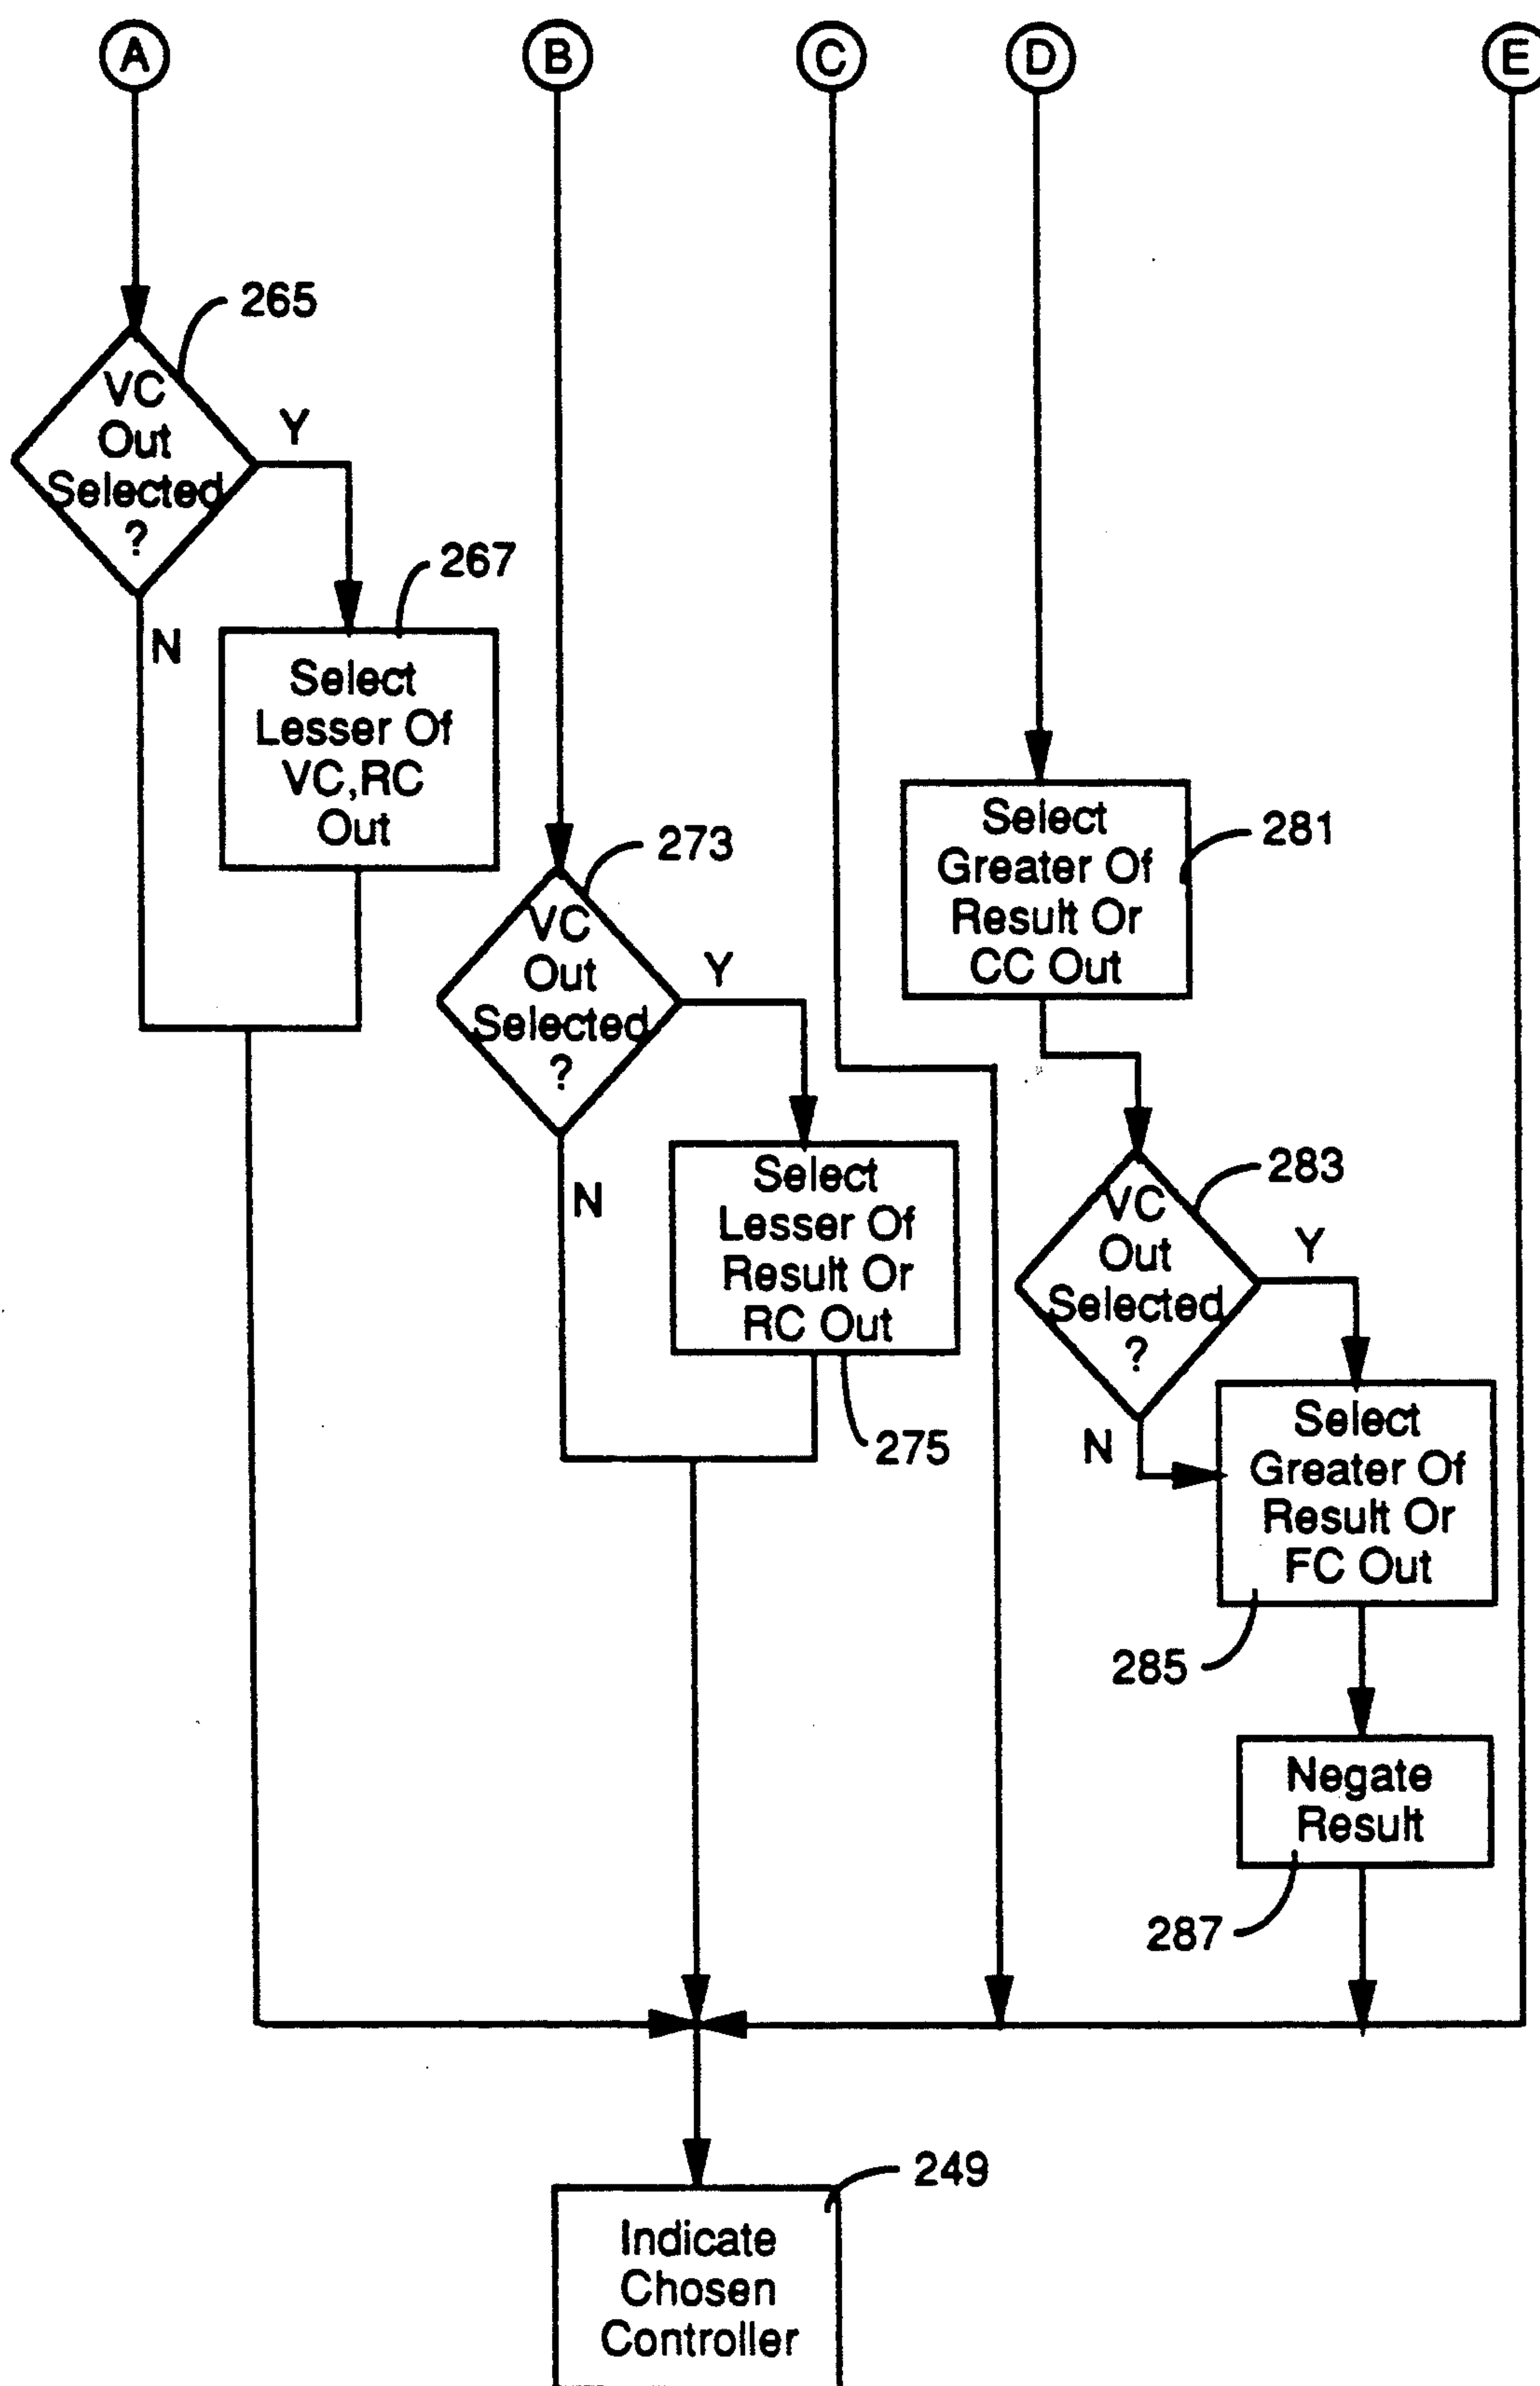 A
B
C
D
E
265
VC
Out
Selected
?
Y
N
267
Select
Lesser Of
VC,RC
Out
273
VC
Out
Selected
?
Y
N
Select
Lesser Of
Result Or
RC Out
275
Select
Greater Of
Result Or
CC Out
281
283
VC
Out
Selected
?
Y
N
Select
Greater Of
Result Or
FC Out
285
Negate
Result
287
249
Indicate
Chosen
Controller